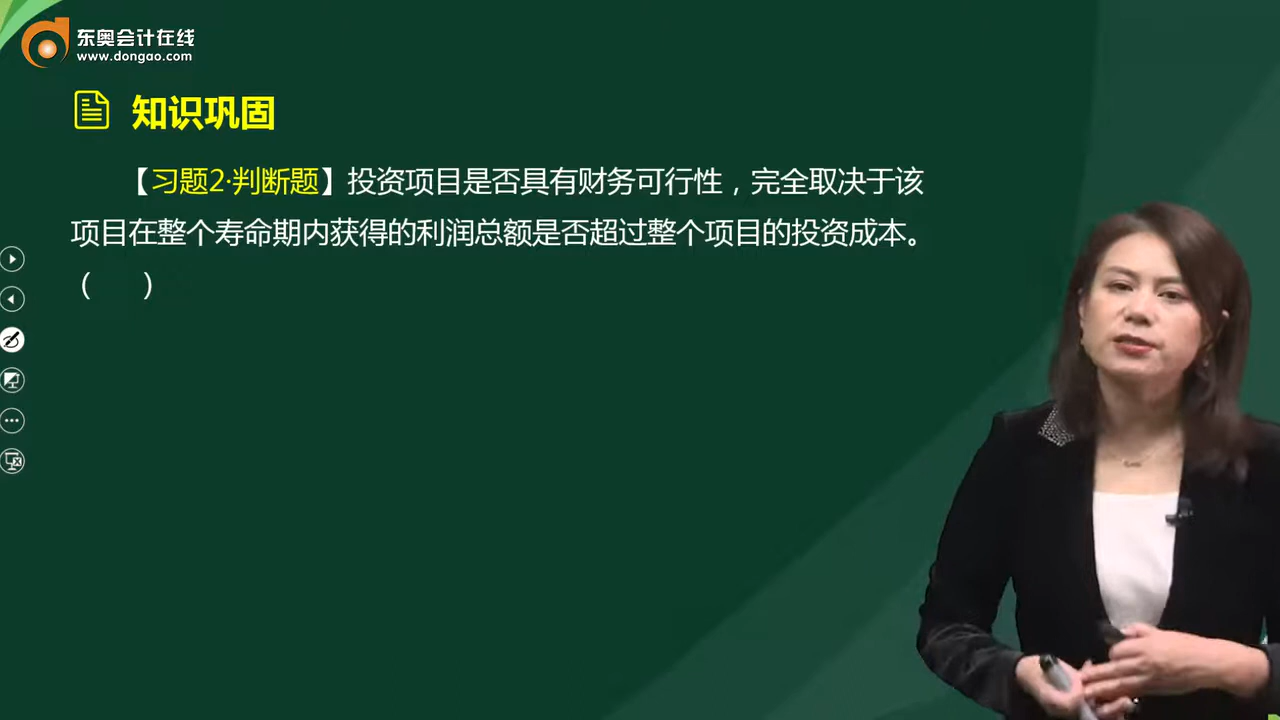 东奥会计在线
www.dongao.com
知识巩固
【习题2·判断题】投资项目是否具有财务可行性，完全取决于该
项目在整个寿命期内获得的利润总额是否超过整个项目的投资成本。
（　　）